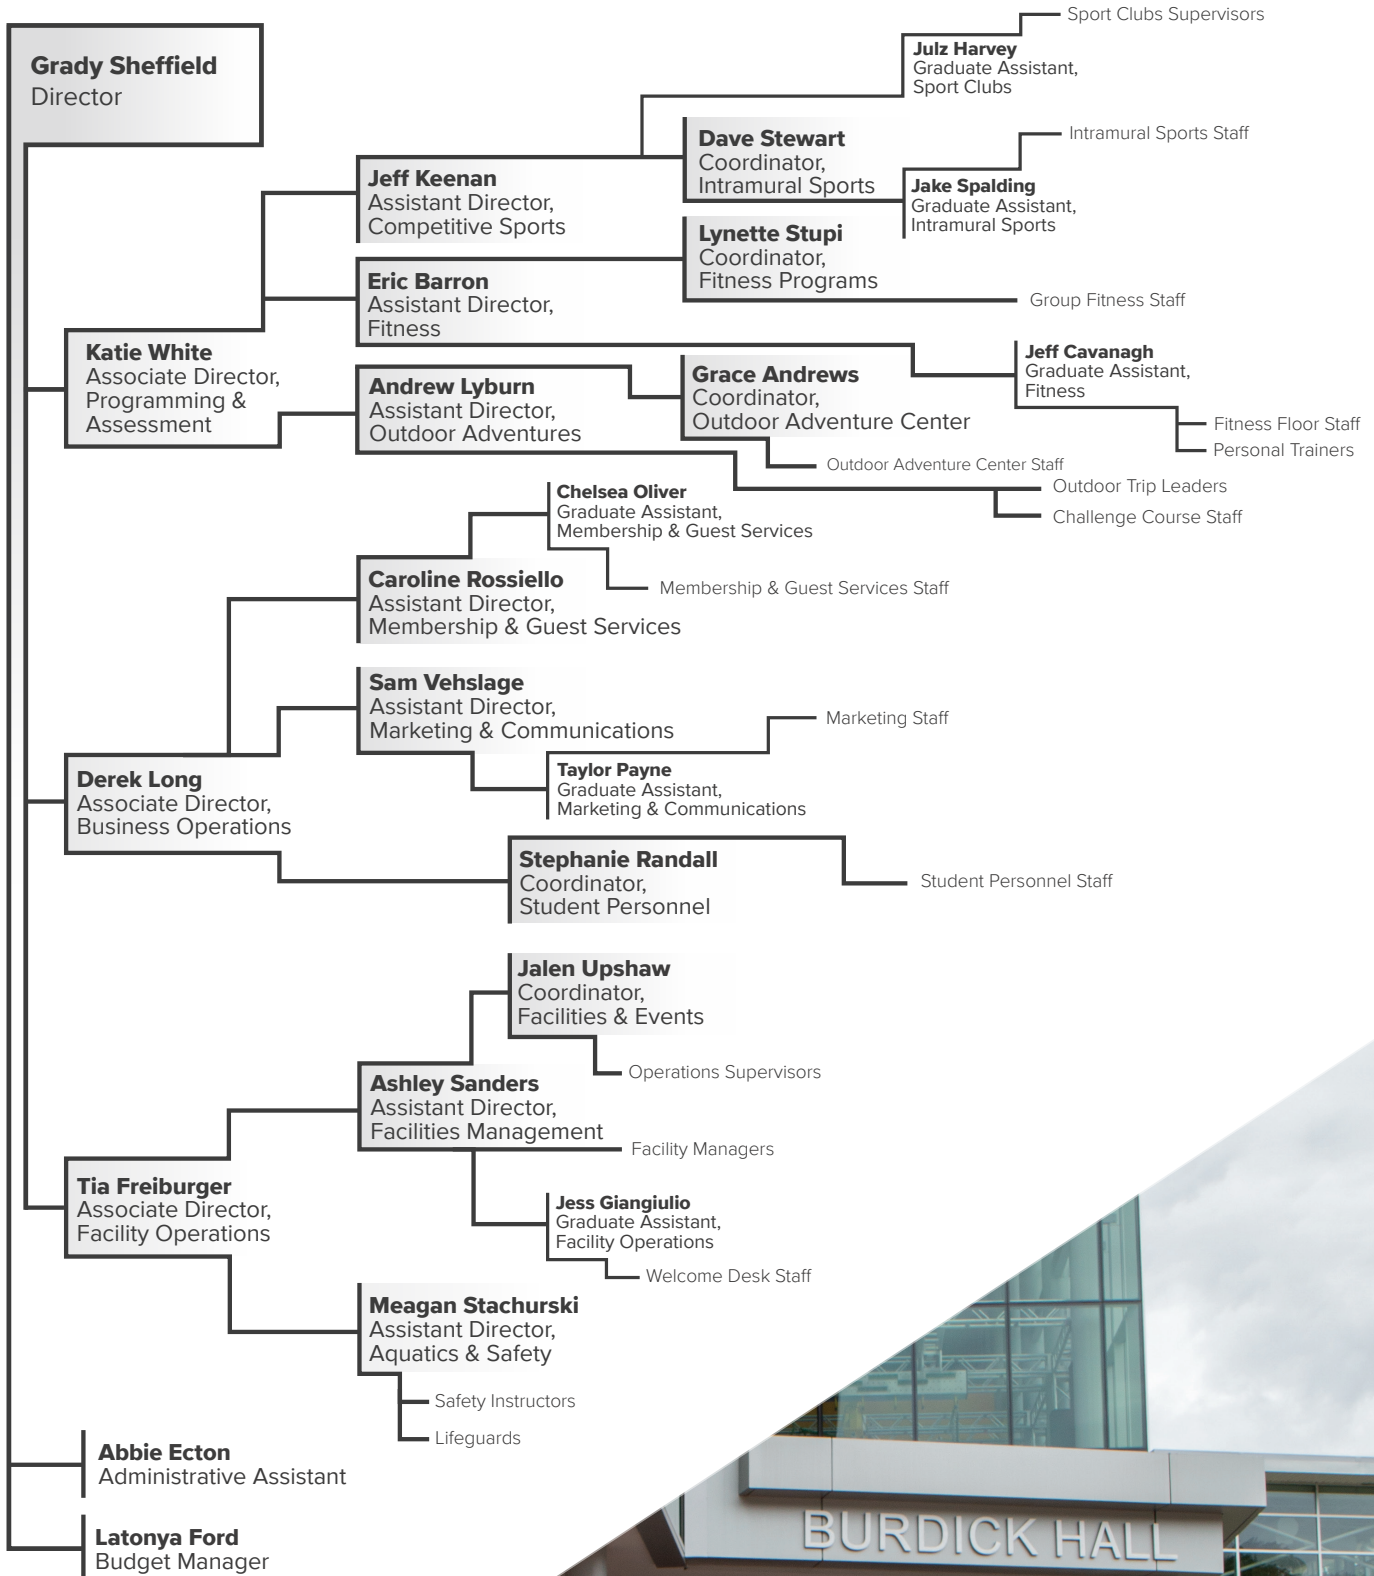 Grady Sheffield
Director
Sport Clubs Supervisors
Julz Harvey
Graduate Assistant,
Sport Clubs
Dave Stewart
Coordinator,
Intramural Sports
Intramural Sports Staff
Jake Spalding
Graduate Assistant,
Intramural Sports
Jeff Keenan
Assistant Director,
Competitive Sports
Lynette Stupi
Coordinator,
Fitness Programs
Group Fitness Staff
Eric Barron
Assistant Director,
Fitness
Jeff Cavanagh
Graduate Assistant,
Fitness
Fitness Floor Staff
Personal Trainers
Katie White
Associate Director,
Programming &
Assessment
Andrew Lyburn
Assistant Director,
Outdoor Adventures
Grace Andrews
Coordinator,
Outdoor Adventure Center
Outdoor Adventure Center Staff
Outdoor Trip Leaders
Challenge Course Staff
Chelsea Oliver
Graduate Assistant,
Membership & Guest Services
Membership & Guest Services Staff
Caroline Rossiello
Assistant Director,
Membership & Guest Services
Sam Vehslage
Assistant Director,
Marketing & Communications
Marketing Staff
Taylor Payne
Graduate Assistant,
Marketing & Communications
Derek Long
Associate Director,
Business Operations
Stephanie Randall
Coordinator,
Student Personnel
Student Personnel Staff
Jalen Upshaw
Coordinator,
Facilities & Events
Operations Supervisors
Ashley Sanders
Assistant Director,
Facilities Management
Facility Managers
Tia Freiburger
Associate Director,
Facility Operations
Jess Giangiulio
Graduate Assistant,
Facility Operations
Welcome Desk Staff
Meagan Stachurski
Assistant Director,
Aquatics & Safety
Safety Instructors
Lifeguards
Abbie Ecton
Administrative Assistant
Latonya Ford
Budget Manager
BURDICK HALL